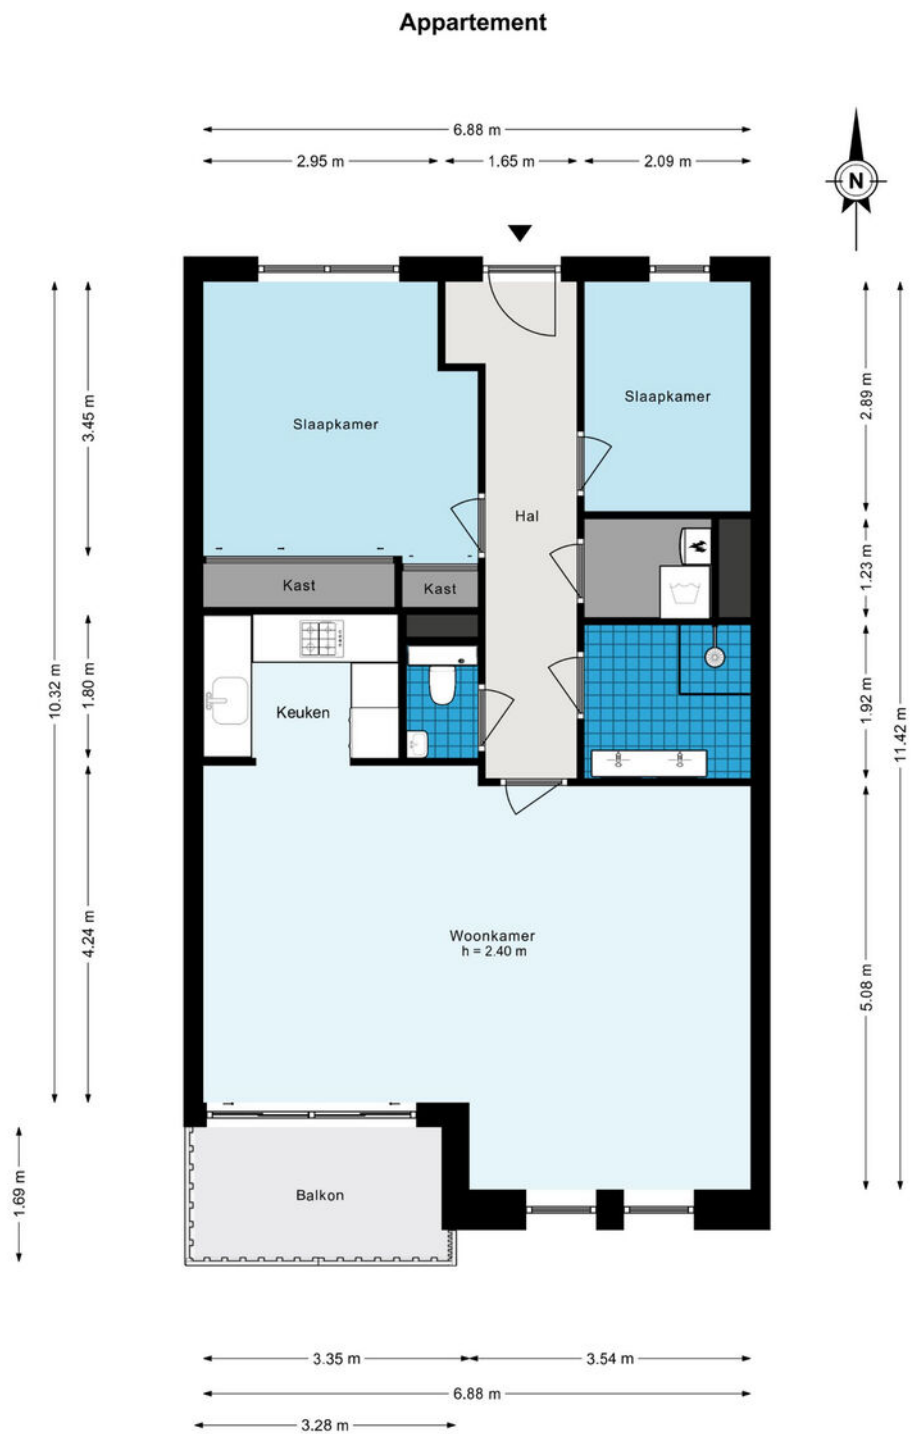 Appartement
6.88 m
2.95 m
1.65 m
2.09 m
N
10.32 m
3.45 m
1.80 m
4.24 m
1.69 m
2.89 m
1.23 m
1.92 m
5.08 m
11.42 m
Slaapkamer
Slaapkamer
Hal
Kast
Kast
Keuken
Woonkamer
h = 2.40 m
Balkon
3.35 m
3.54 m
6.88 m
3.28 m